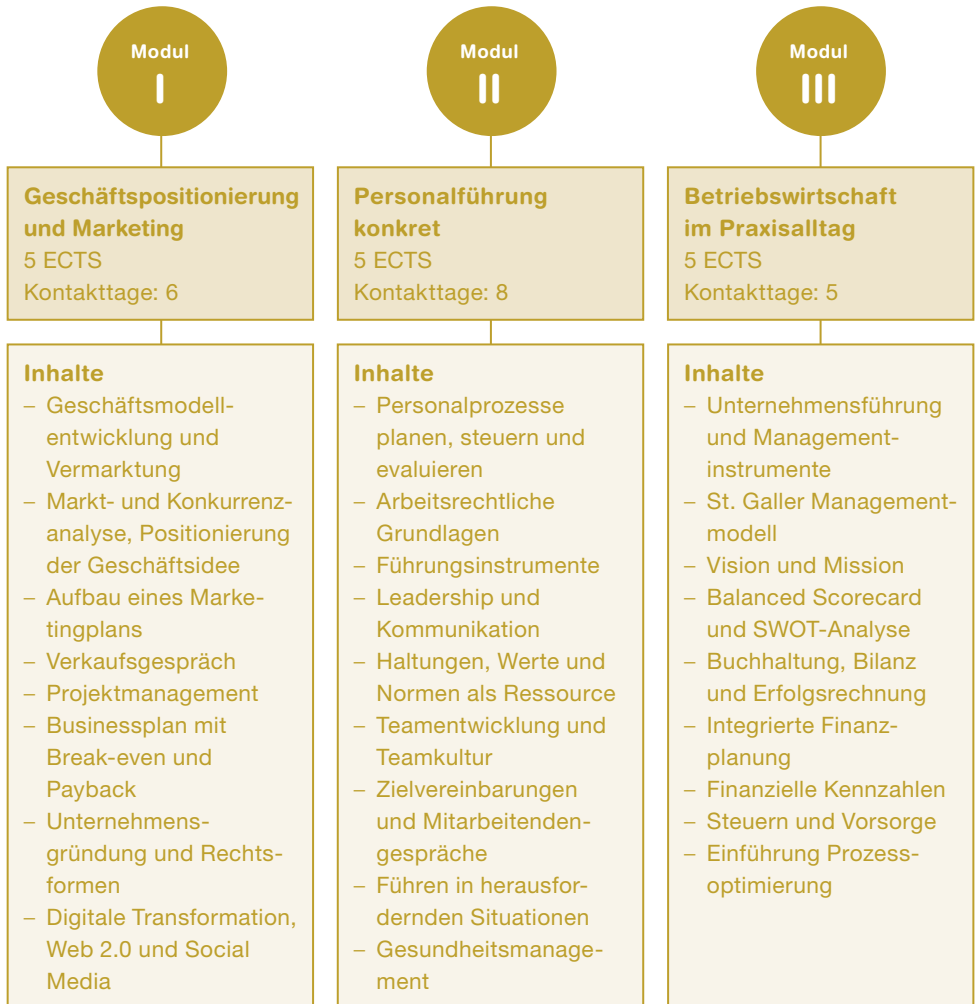 Modul
I
Geschäftspositionierung
und Marketing
5 ECTS
Kontakttage: 6
Inhalte
– Geschäftsmodell-
entwicklung und
Vermarktung
– Markt- und Konkurrenz-
analyse, Positionierung
der Geschäftsidee
– Aufbau eines Marke-
tingplans
– Verkaufsgespräch
– Projektmanagement
– Businessplan mit
Break-even und
Payback
– Unternehmens-
gründung und Rechts-
formen
– Digitale Transformation,
Web 2.0 und Social
Media
Modul
II
Personalführung
konkret
5 ECTS
Kontakttage: 8
Inhalte
– Personalprozesse
planen, steuern und
evaluieren
– Arbeitsrechtliche
Grundlagen
– Führungsinstrumente
– Leadership und
Kommunikation
– Haltungen, Werte und
Normen als Ressource
– Teamentwicklung und
Teamkultur
– Zielvereinbarungen
und Mitarbeitenden-
gespräche
– Führen in herausfor-
dernden Situationen
– Gesundheitsmanage-
ment
Modul
III
Betriebswirtschaft
im Praxisalltag
5 ECTS
Kontakttage: 5
Inhalte
– Unternehmensführung
und Management-
instrumente
– St. Galler Management-
modell
– Vision und Mission
– Balanced Scorecard
und SWOT-Analyse
– Buchhaltung, Bilanz
und Erfolgsrechnung
– Integrierte Finanz-
planung
– Finanzielle Kennzahlen
– Steuern und Vorsorge
– Einführung Prozess-
optimierung